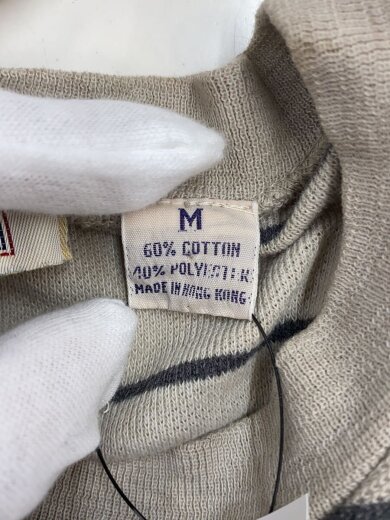 M
60% COTTON
40% POLYESTER
MADE IN HONG KONG